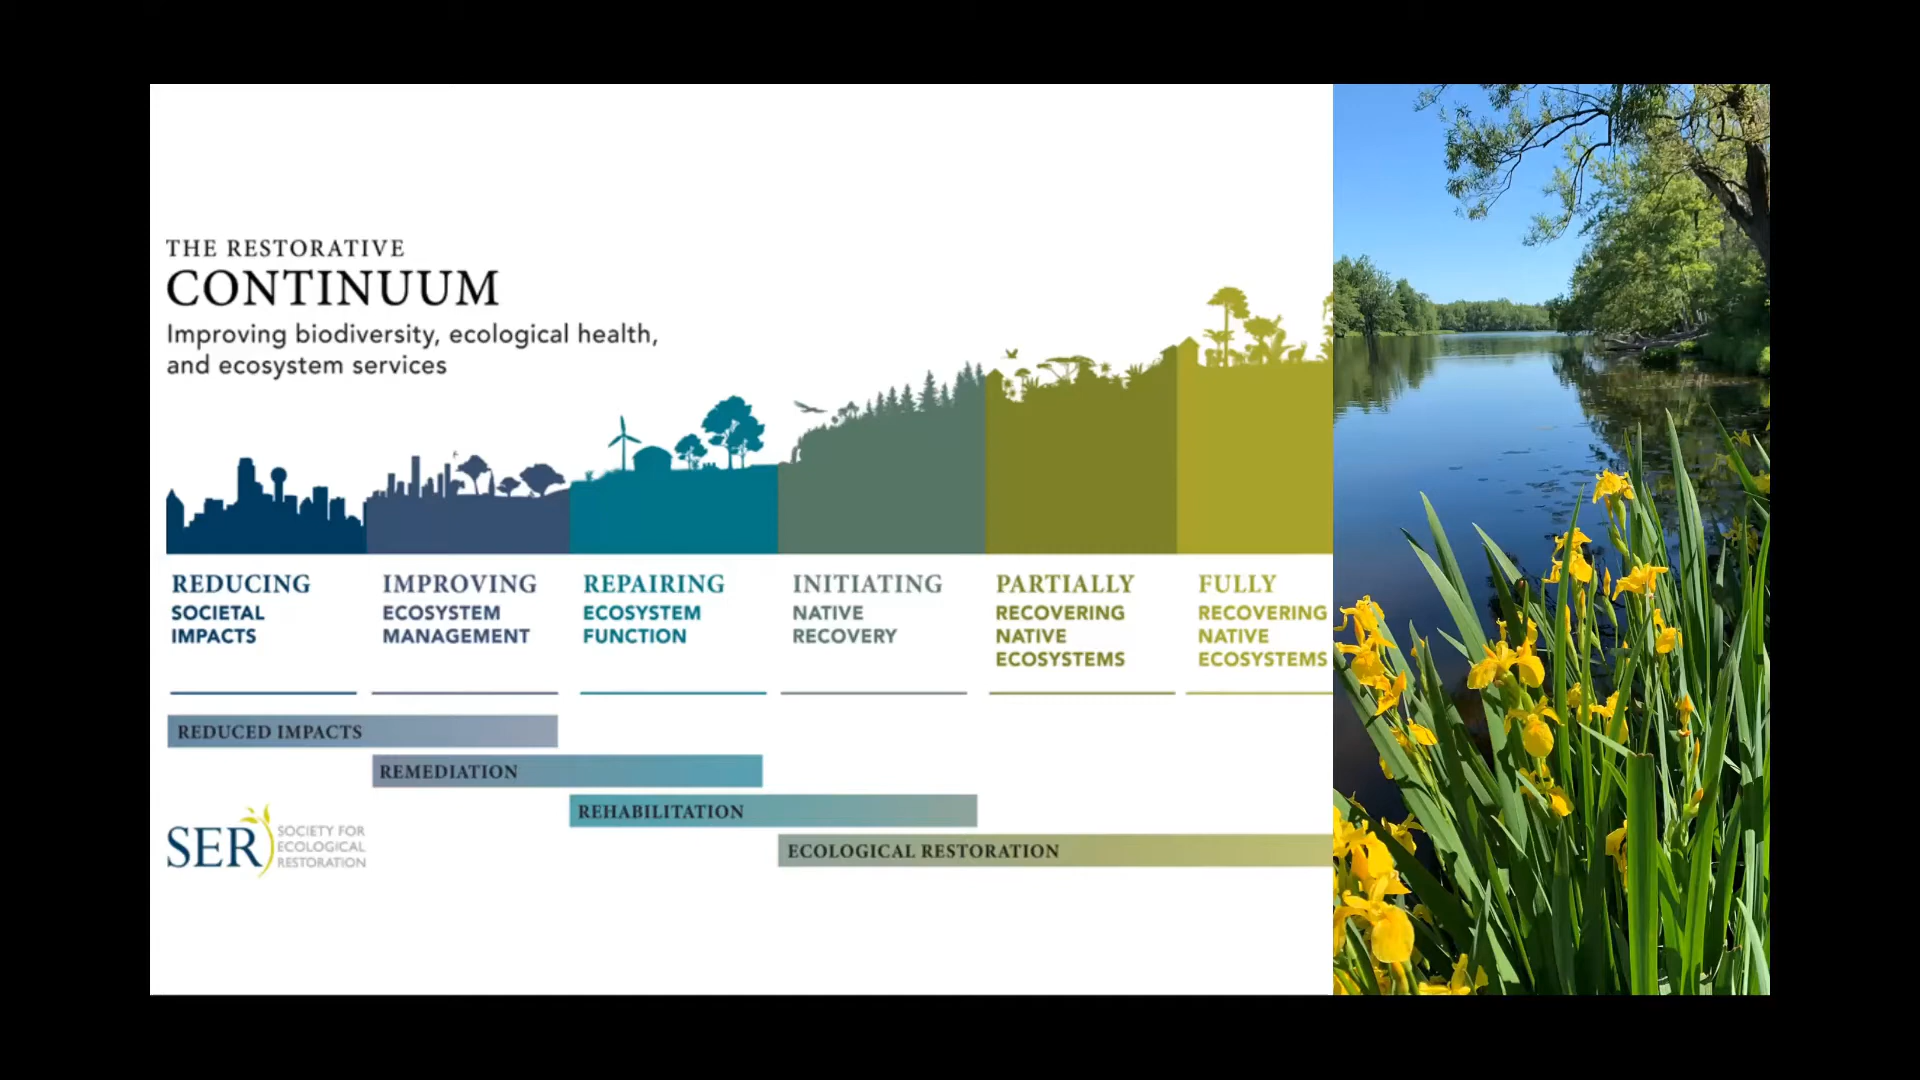 THE RESTORATIVE
CONTINUUM
Improving biodiversity, ecological health,
and ecosystem services
REDUCING
SOCIETAL
IMPACTS
IMPROVING
ECOSYSTEM
MANAGEMENT
REPAIRING
ECOSYSTEM
FUNCTION
INITIATING
NATIVE
RECOVERY
PARTIALLY
RECOVERING
NATIVE
ECOSYSTEMS
FULLY
RECOVERING
NATIVE
ECOSYSTEMS
REDUCED IMPACTS
REMEDIATION
REHABILITATION
ECOLOGICAL RESTORATION
SER
SOCIETY FOR
ECOLOGICAL
RESTORATION